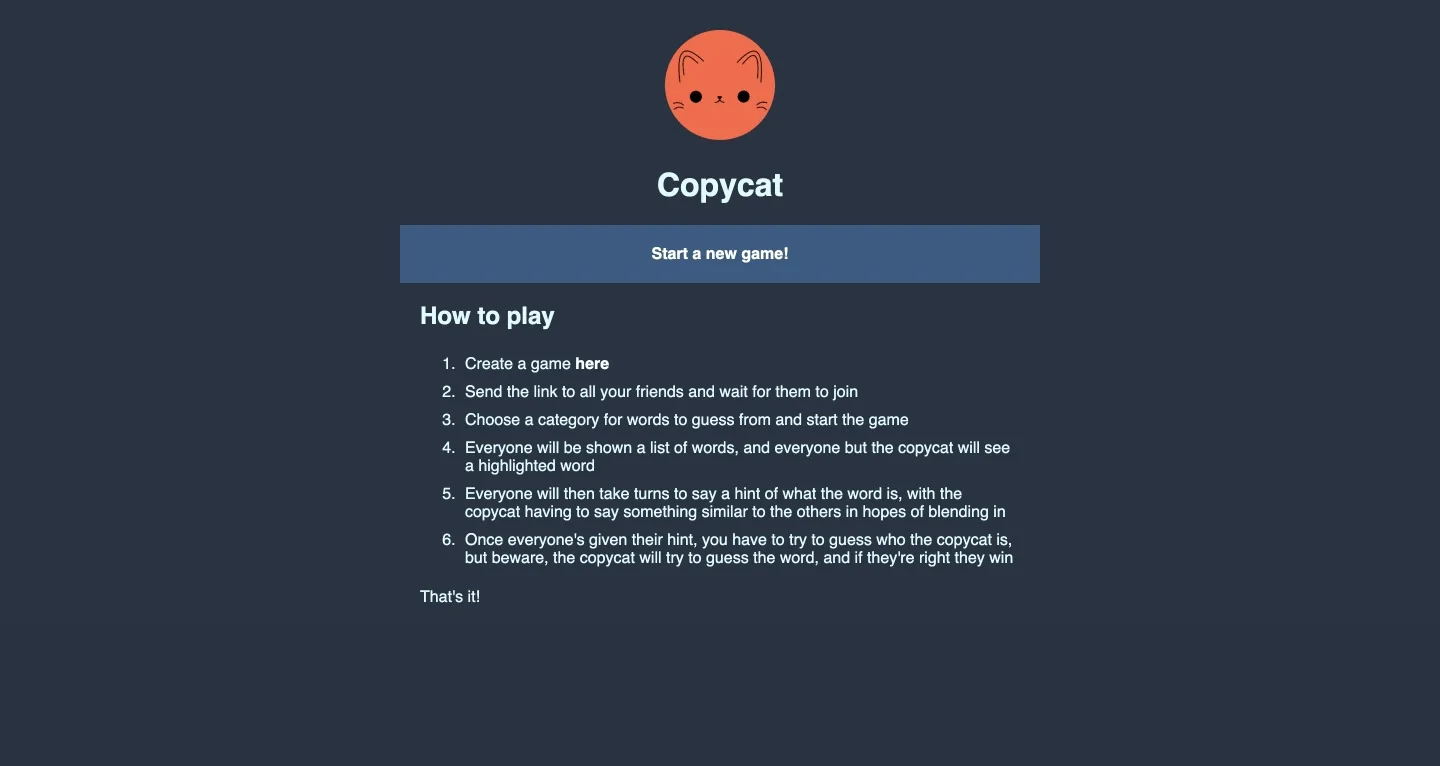 Copycat
Start a new game!
How to play
1. Create a game here
2. Send the link to all your friends and wait for them to join
3. Choose a category for words to guess from and start the game
4. Everyone will be shown a list of words, and everyone but the copycat will see
a highlighted word
5. Everyone will then take turns to say a hint of what the word is, with the
copycat having to say something similar to the others in hopes of blending in
6. Once everyone's given their hint, you have to try to guess who the copycat is,
but beware, the copycat will try to guess the word, and if they're right they win
That's it!